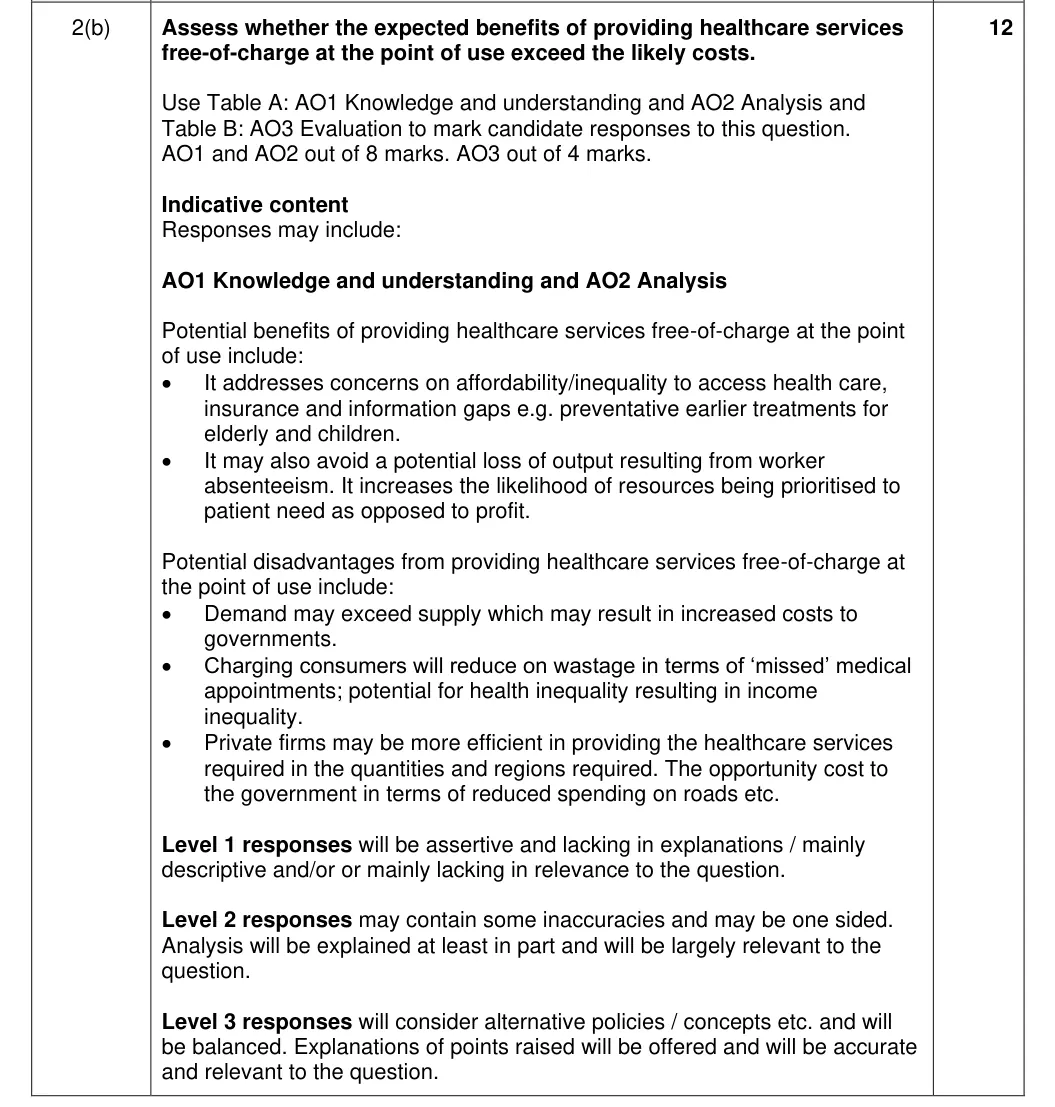 2(b) Assess whether the expected benefits of providing healthcare services 12
free-of-charge at the point of use exceed the likely costs.
Use Table A: AO1 Knowledge and understanding and AO2 Analysis and
Table B: AO3 Evaluation to mark candidate responses to this question.
AO1 and AO2 out of 8 marks. AO3 out of 4 marks.
Indicative content
Responses may include:
AO1 Knowledge and understanding and AO2 Analysis
Potential benefits of providing healthcare services free-of-charge at the point
of use include:
• It addresses concerns on affordability/inequality to access health care,
insurance and information gaps e.g. preventative earlier treatments for
elderly and children.
• It may also avoid a potential loss of output resulting from worker
absenteeism. It increases the likelihood of resources being prioritised to
patient need as opposed to profit.
Potential disadvantages from providing healthcare services free-of-charge at
the point of use include:
• Demand may exceed supply which may result in increased costs to
governments.
• Charging consumers will reduce on wastage in terms of ‘missed’ medical
appointments; potential for health inequality resulting in income
inequality.
• Private firms may be more efficient in providing the healthcare services
required in the quantities and regions required. The opportunity cost to
the government in terms of reduced spending on roads etc.
Level 1 responses will be assertive and lacking in explanations / mainly
descriptive and/or or mainly lacking in relevance to the question.
Level 2 responses may contain some inaccuracies and may be one sided.
Analysis will be explained at least in part and will be largely relevant to the
question.
Level 3 responses will consider alternative policies / concepts etc. and will
be balanced. Explanations of points raised will be offered and will be accurate
and relevant to the question.